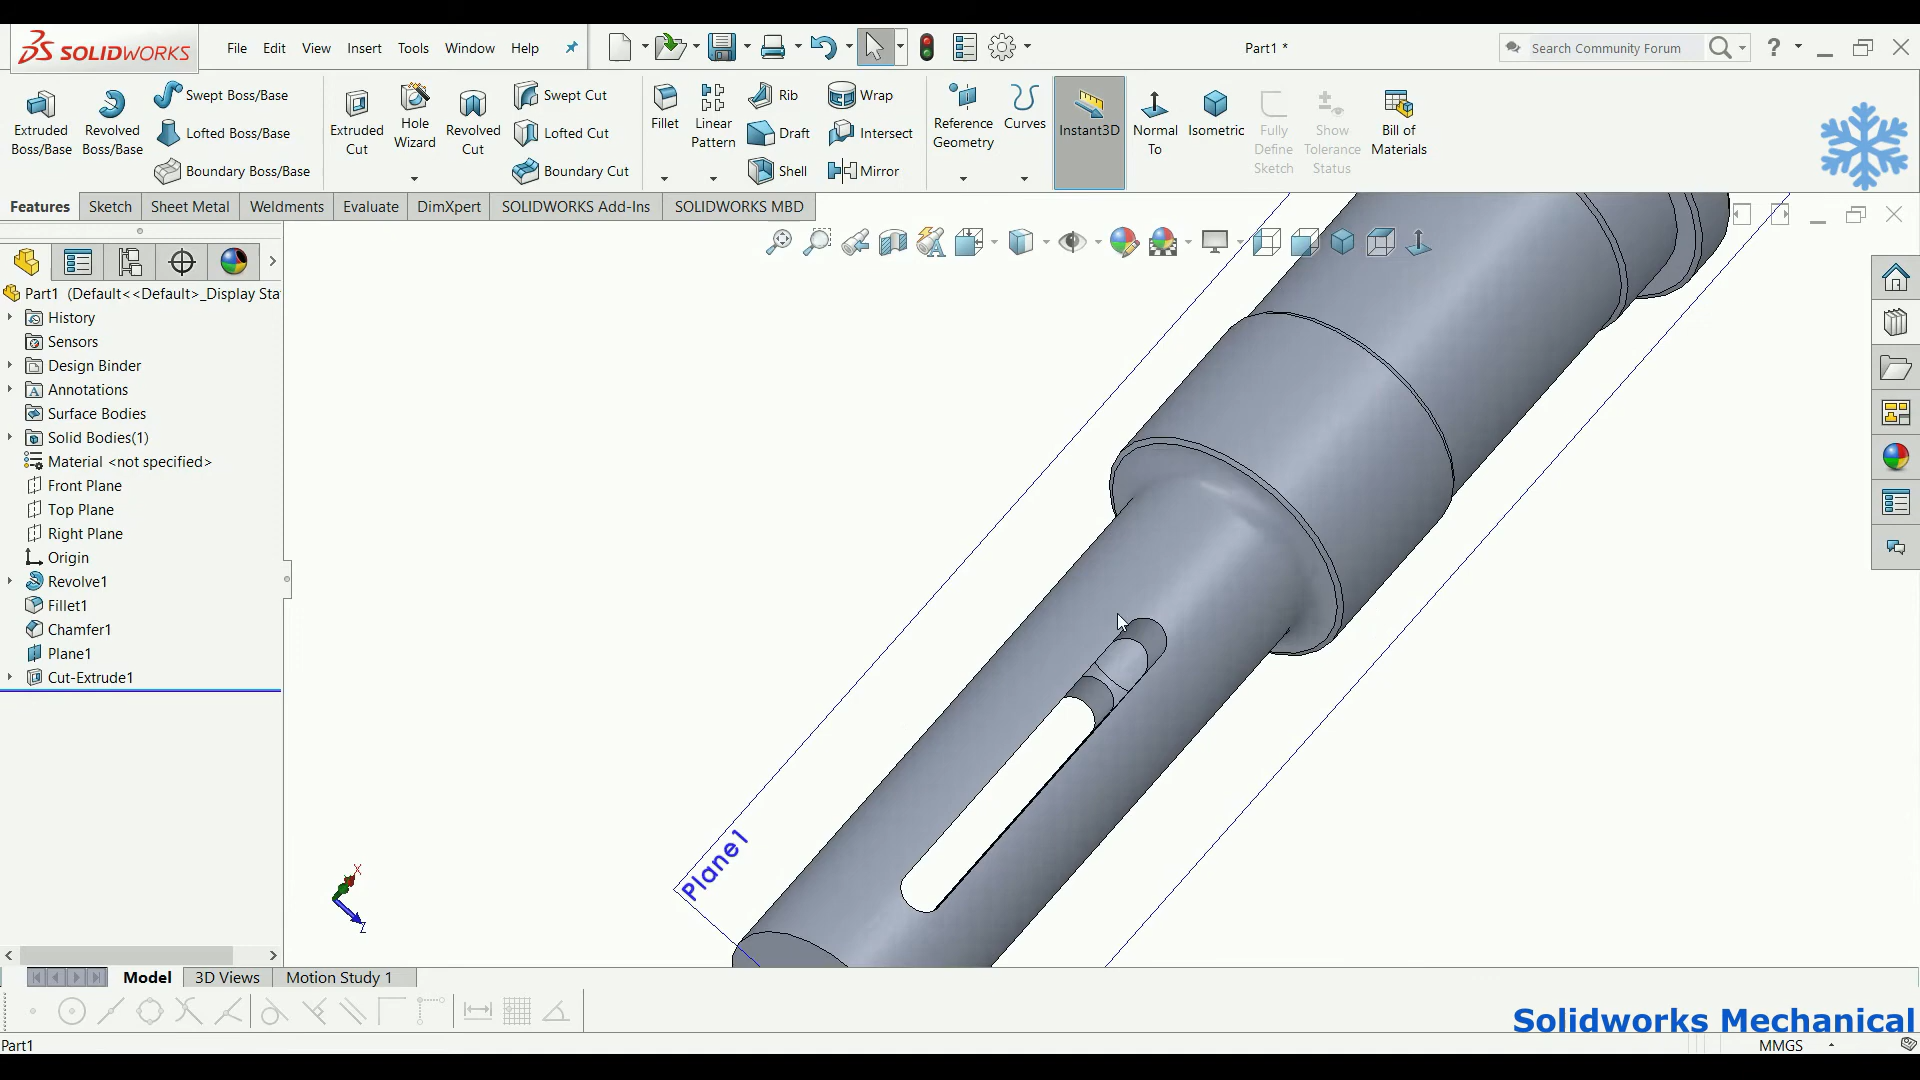 SOLIDWORKS File Edit View Insert Tools Window Help Part1 * Search Community Forum ?
Extruded Boss/Base
Revolved Boss/Base
Swept Boss/Base
Lofted Boss/Base
Boundary Boss/Base
Extruded Cut
Hole Wizard
Revolved Cut
Swept Cut
Lofted Cut
Boundary Cut
Fillet
Linear Pattern
Rib
Draft
Shell
Wrap
Intersect
Mirror
Reference Geometry
Curves
Instant3D
Normal To
Isometric
Fully Define Sketch
Show Tolerance Status
Bill of Materials
Features Sketch Sheet Metal Weldments Evaluate DimXpert SOLIDWORKS Add-Ins SOLIDWORKS MBD
Part1 (Default<<Default>_Display Sta
History
Sensors
Design Binder
Annotations
Surface Bodies
Solid Bodies(1)
Material <not specified>
Front Plane
Top Plane
Right Plane
Origin
Revolve1
Fillet1
Chamfer1
Plane1
Cut-Extrude1
Plane1
X
Z
Model 3D Views Motion Study 1
Solidworks Mechanical
Part1 MMGS